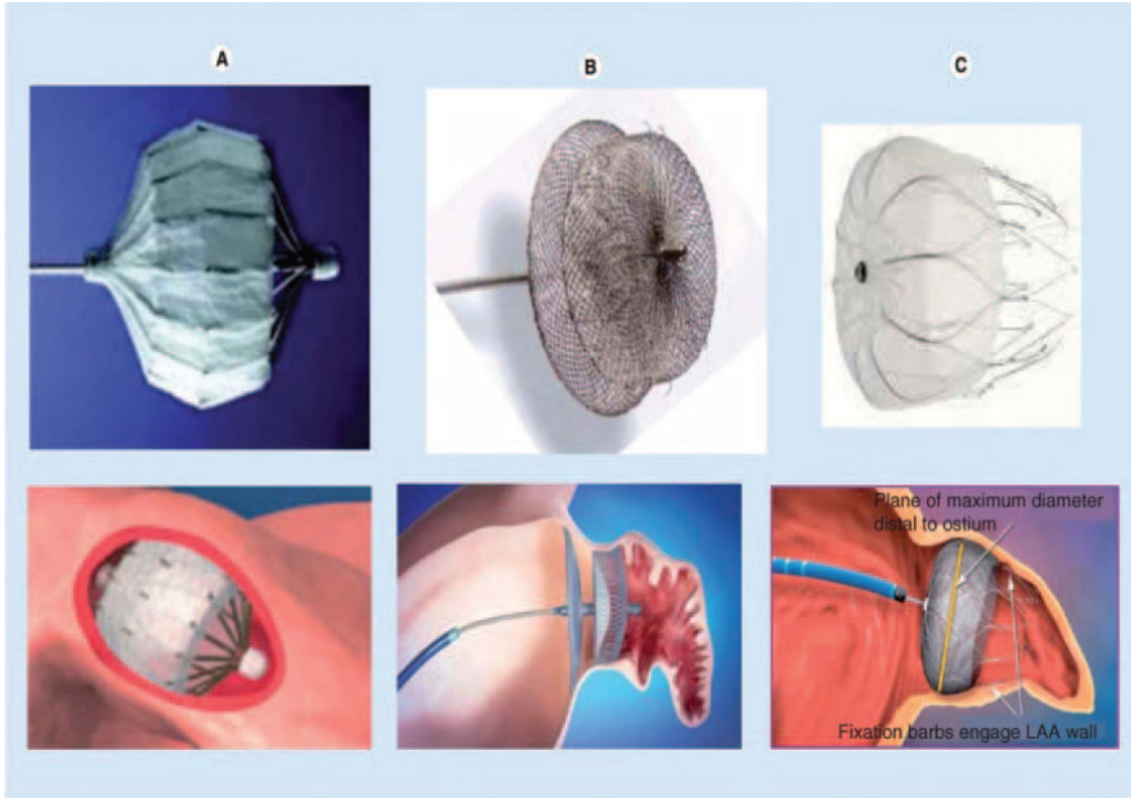 A
B
C
Plane of maximum diameter
distal to ostium
Fixation barbs engage LAA wall